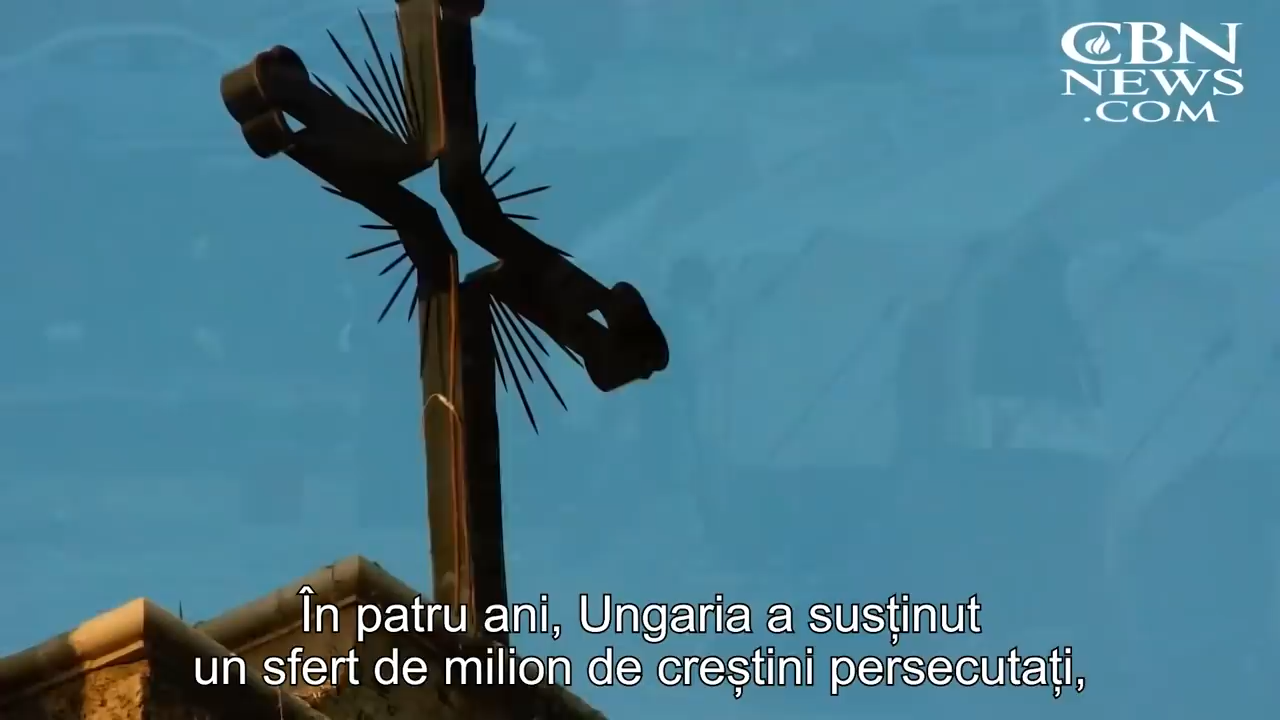 CBN
NEWS
.COM
În patru ani, Ungaria a susținut
un sfert de milion de creștini persecutați,